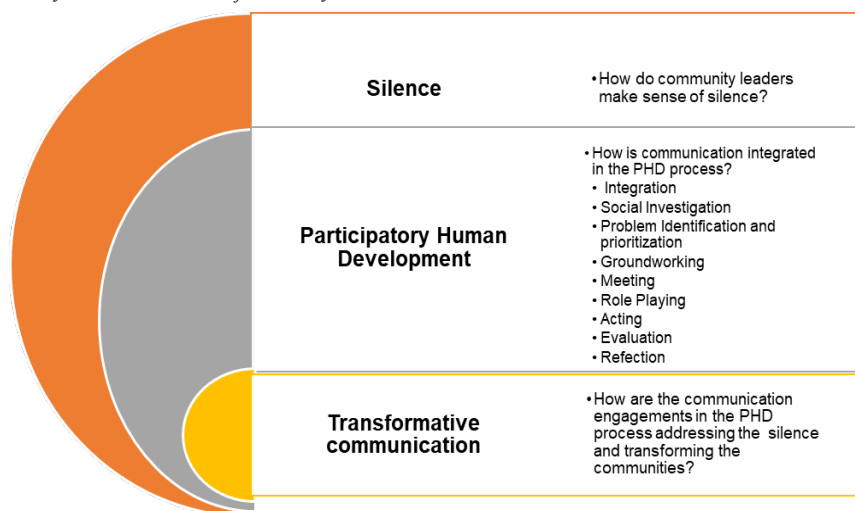 Silence
•How do community leaders
make sense of silence?
Participatory Human
Development
•How is communication integrated
in the PHD process?
• Integration
• Social Investigation
• Problem Identification and
prioritization
• Groundworking
• Meeting
• Role Playing
• Acting
• Evaluation
• Refection
Transformative
communication
•How are the communication
engagements in the PHD
process addressing the silence
and transforming the
communities?